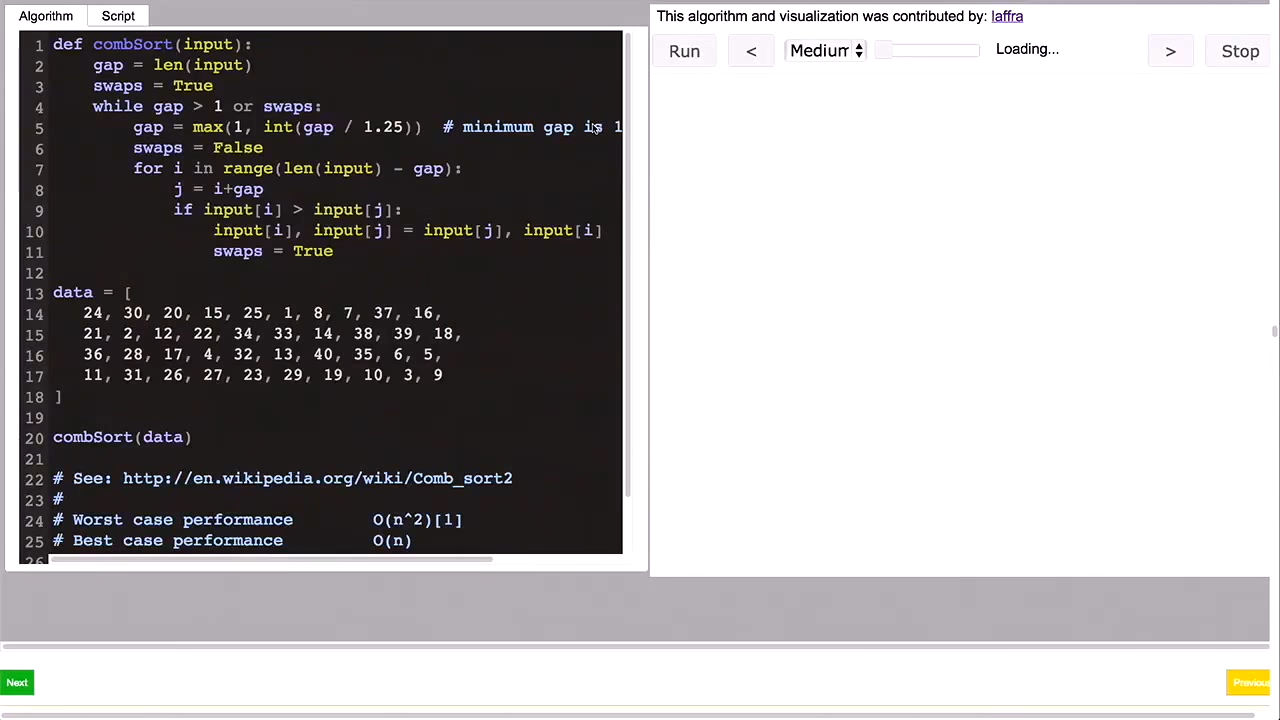 Algorithm Script
1 def combSort(input):
2 gap = len(input)
3 swaps = True
4 while gap > 1 or swaps:
5 gap = max(1, int(gap / 1.25)) # minimum gap is 1
6 swaps = False
7 for i in range(len(input) - gap):
8 j = i+gap
9 if input[i] > input[j]:
10 input[i], input[j] = input[j], input[i]
11 swaps = True
12
13 data = [
14 24, 30, 20, 15, 25, 1, 8, 7, 37, 16,
15 21, 2, 12, 22, 34, 33, 14, 38, 39, 18,
16 36, 28, 17, 4, 32, 13, 40, 35, 6, 5,
17 11, 31, 26, 27, 23, 29, 19, 10, 3, 9
18 ]
19
20 combSort(data)
21
22 # See: http://en.wikipedia.org/wiki/Comb_sort2
23 #
24 # Worst case performance O(n^2)[1]
25 # Best case performance O(n)
26
This algorithm and visualization was contributed by: laffra
Run < Medium Loading... > Stop
Next Previous